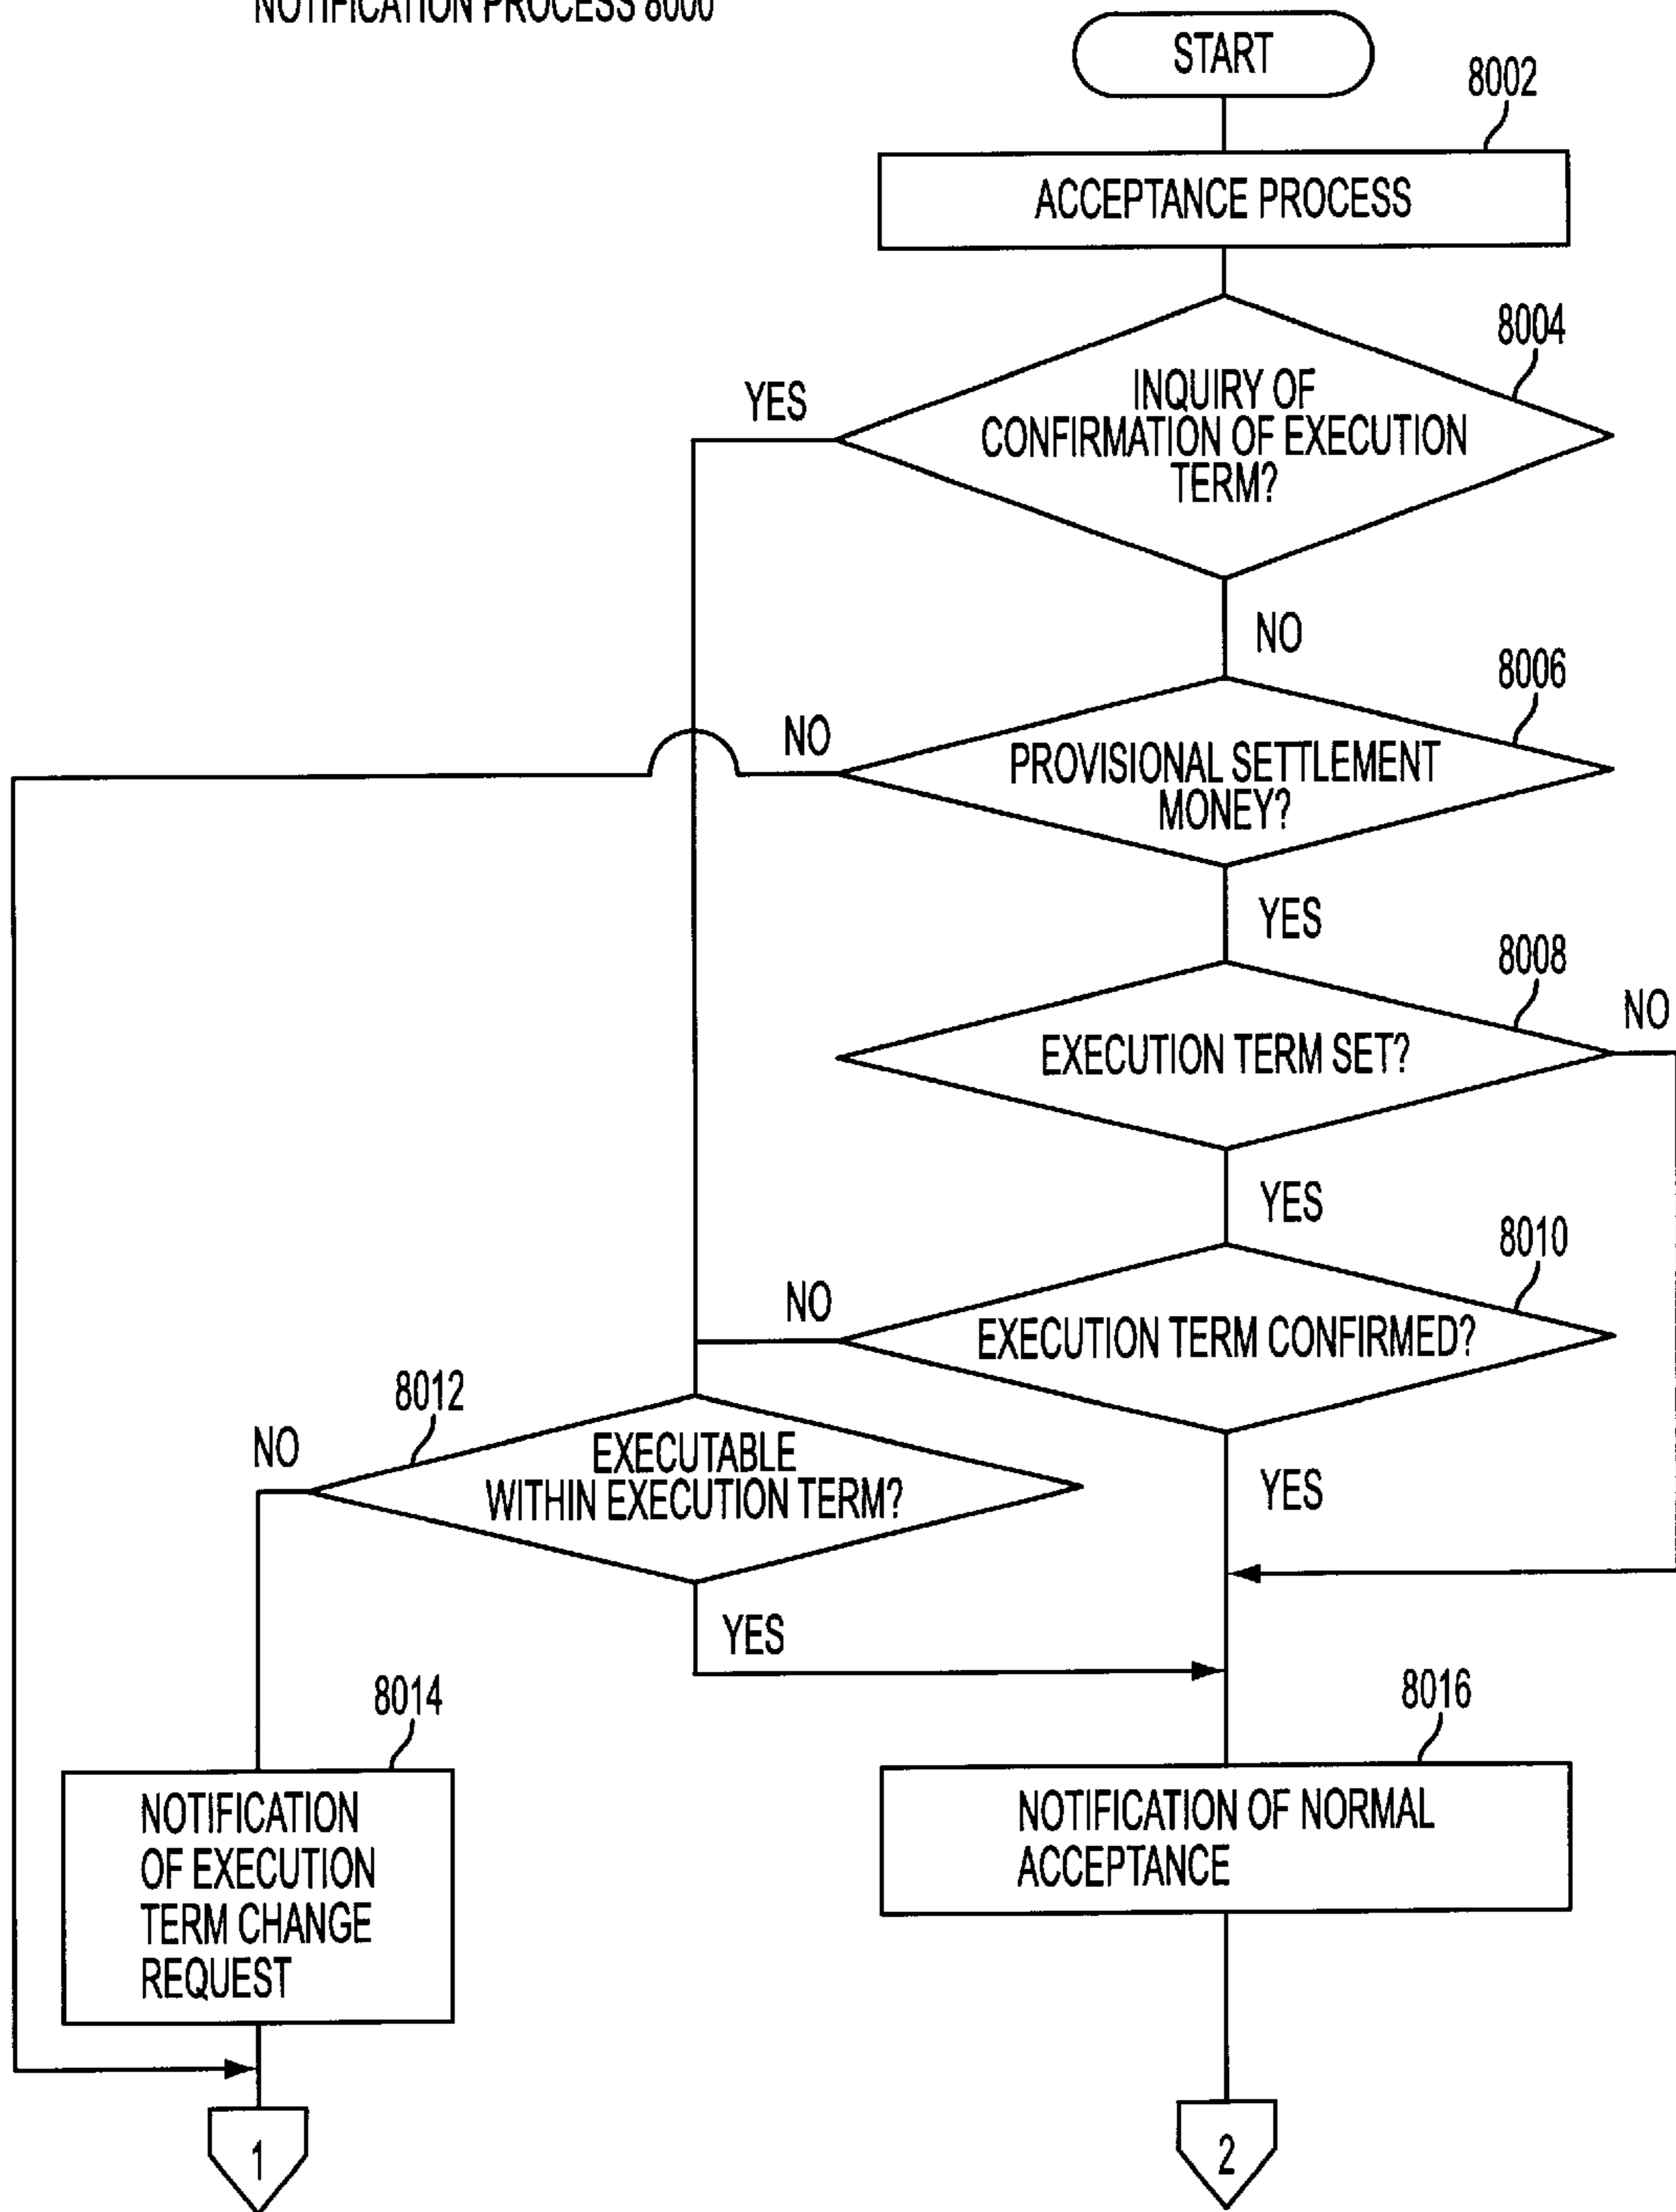 NOTIFICATION PROCESS 8000
START
8002
ACCEPTANCE PROCESS
8004
INQUIRY OF
CONFIRMATION OF EXECUTION
TERM?
YES
NO
8006
NO
PROVISIONAL SETTLEMENT
MONEY?
YES
8008
NO
EXECUTION TERM SET?
YES
8010
NO
EXECUTION TERM CONFIRMED?
YES
8012
NO
EXECUTABLE
WITHIN EXECUTION TERM?
YES
8014
NOTIFICATION
OF EXECUTION
TERM CHANGE
REQUEST
8016
NOTIFICATION OF NORMAL
ACCEPTANCE
1
2